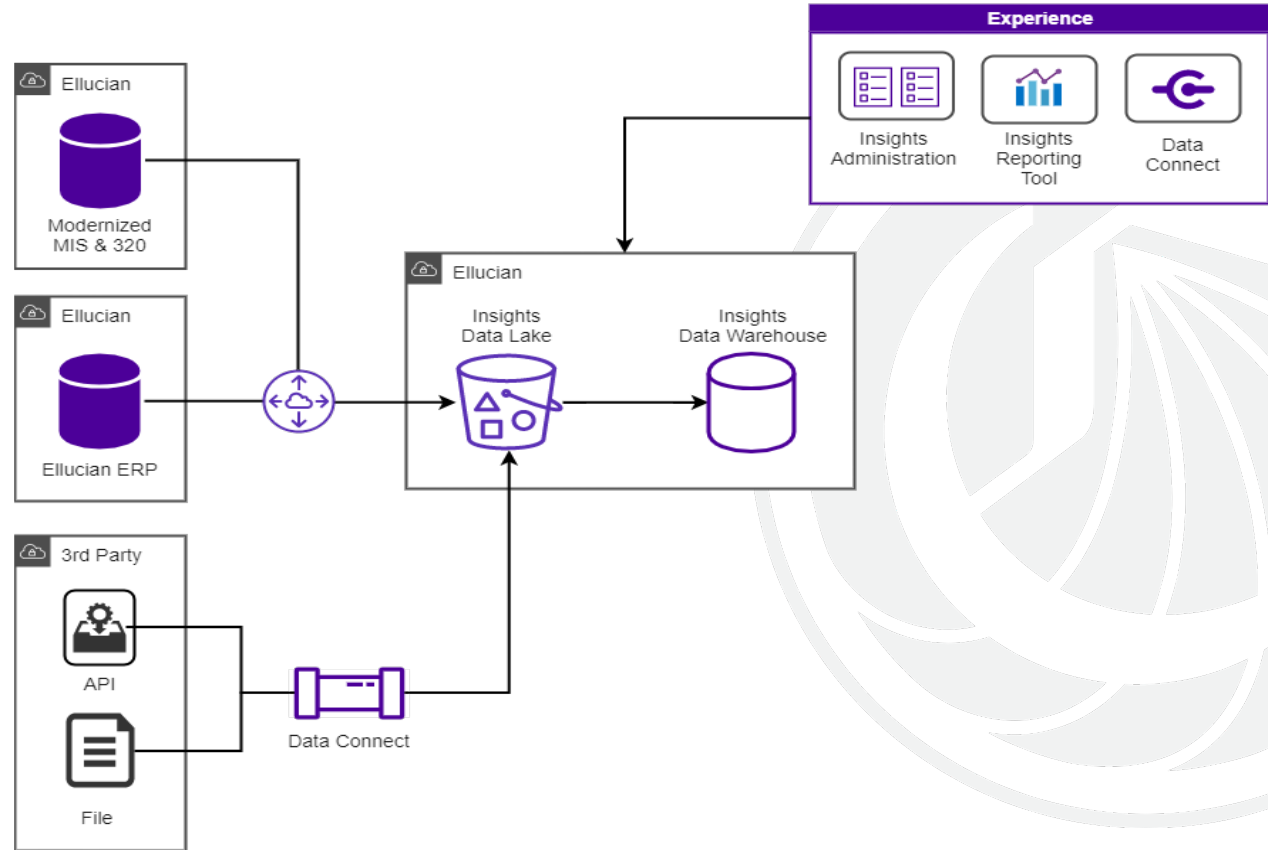 Experience
Insights
Administration
Insights
Reporting
Tool
Data
Connect
Ellucian
Modernized
MIS & 320
Ellucian
Ellucian ERP
Ellucian
Insights
Data Lake
Insights
Data Warehouse
3rd Party
API
File
Data Connect